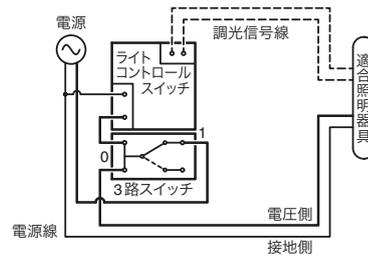 電源
調光信号線
ライト
コントロール
スイッチ
適合照明器具
1
0
3路スイッチ
電圧側
電源線
接地側